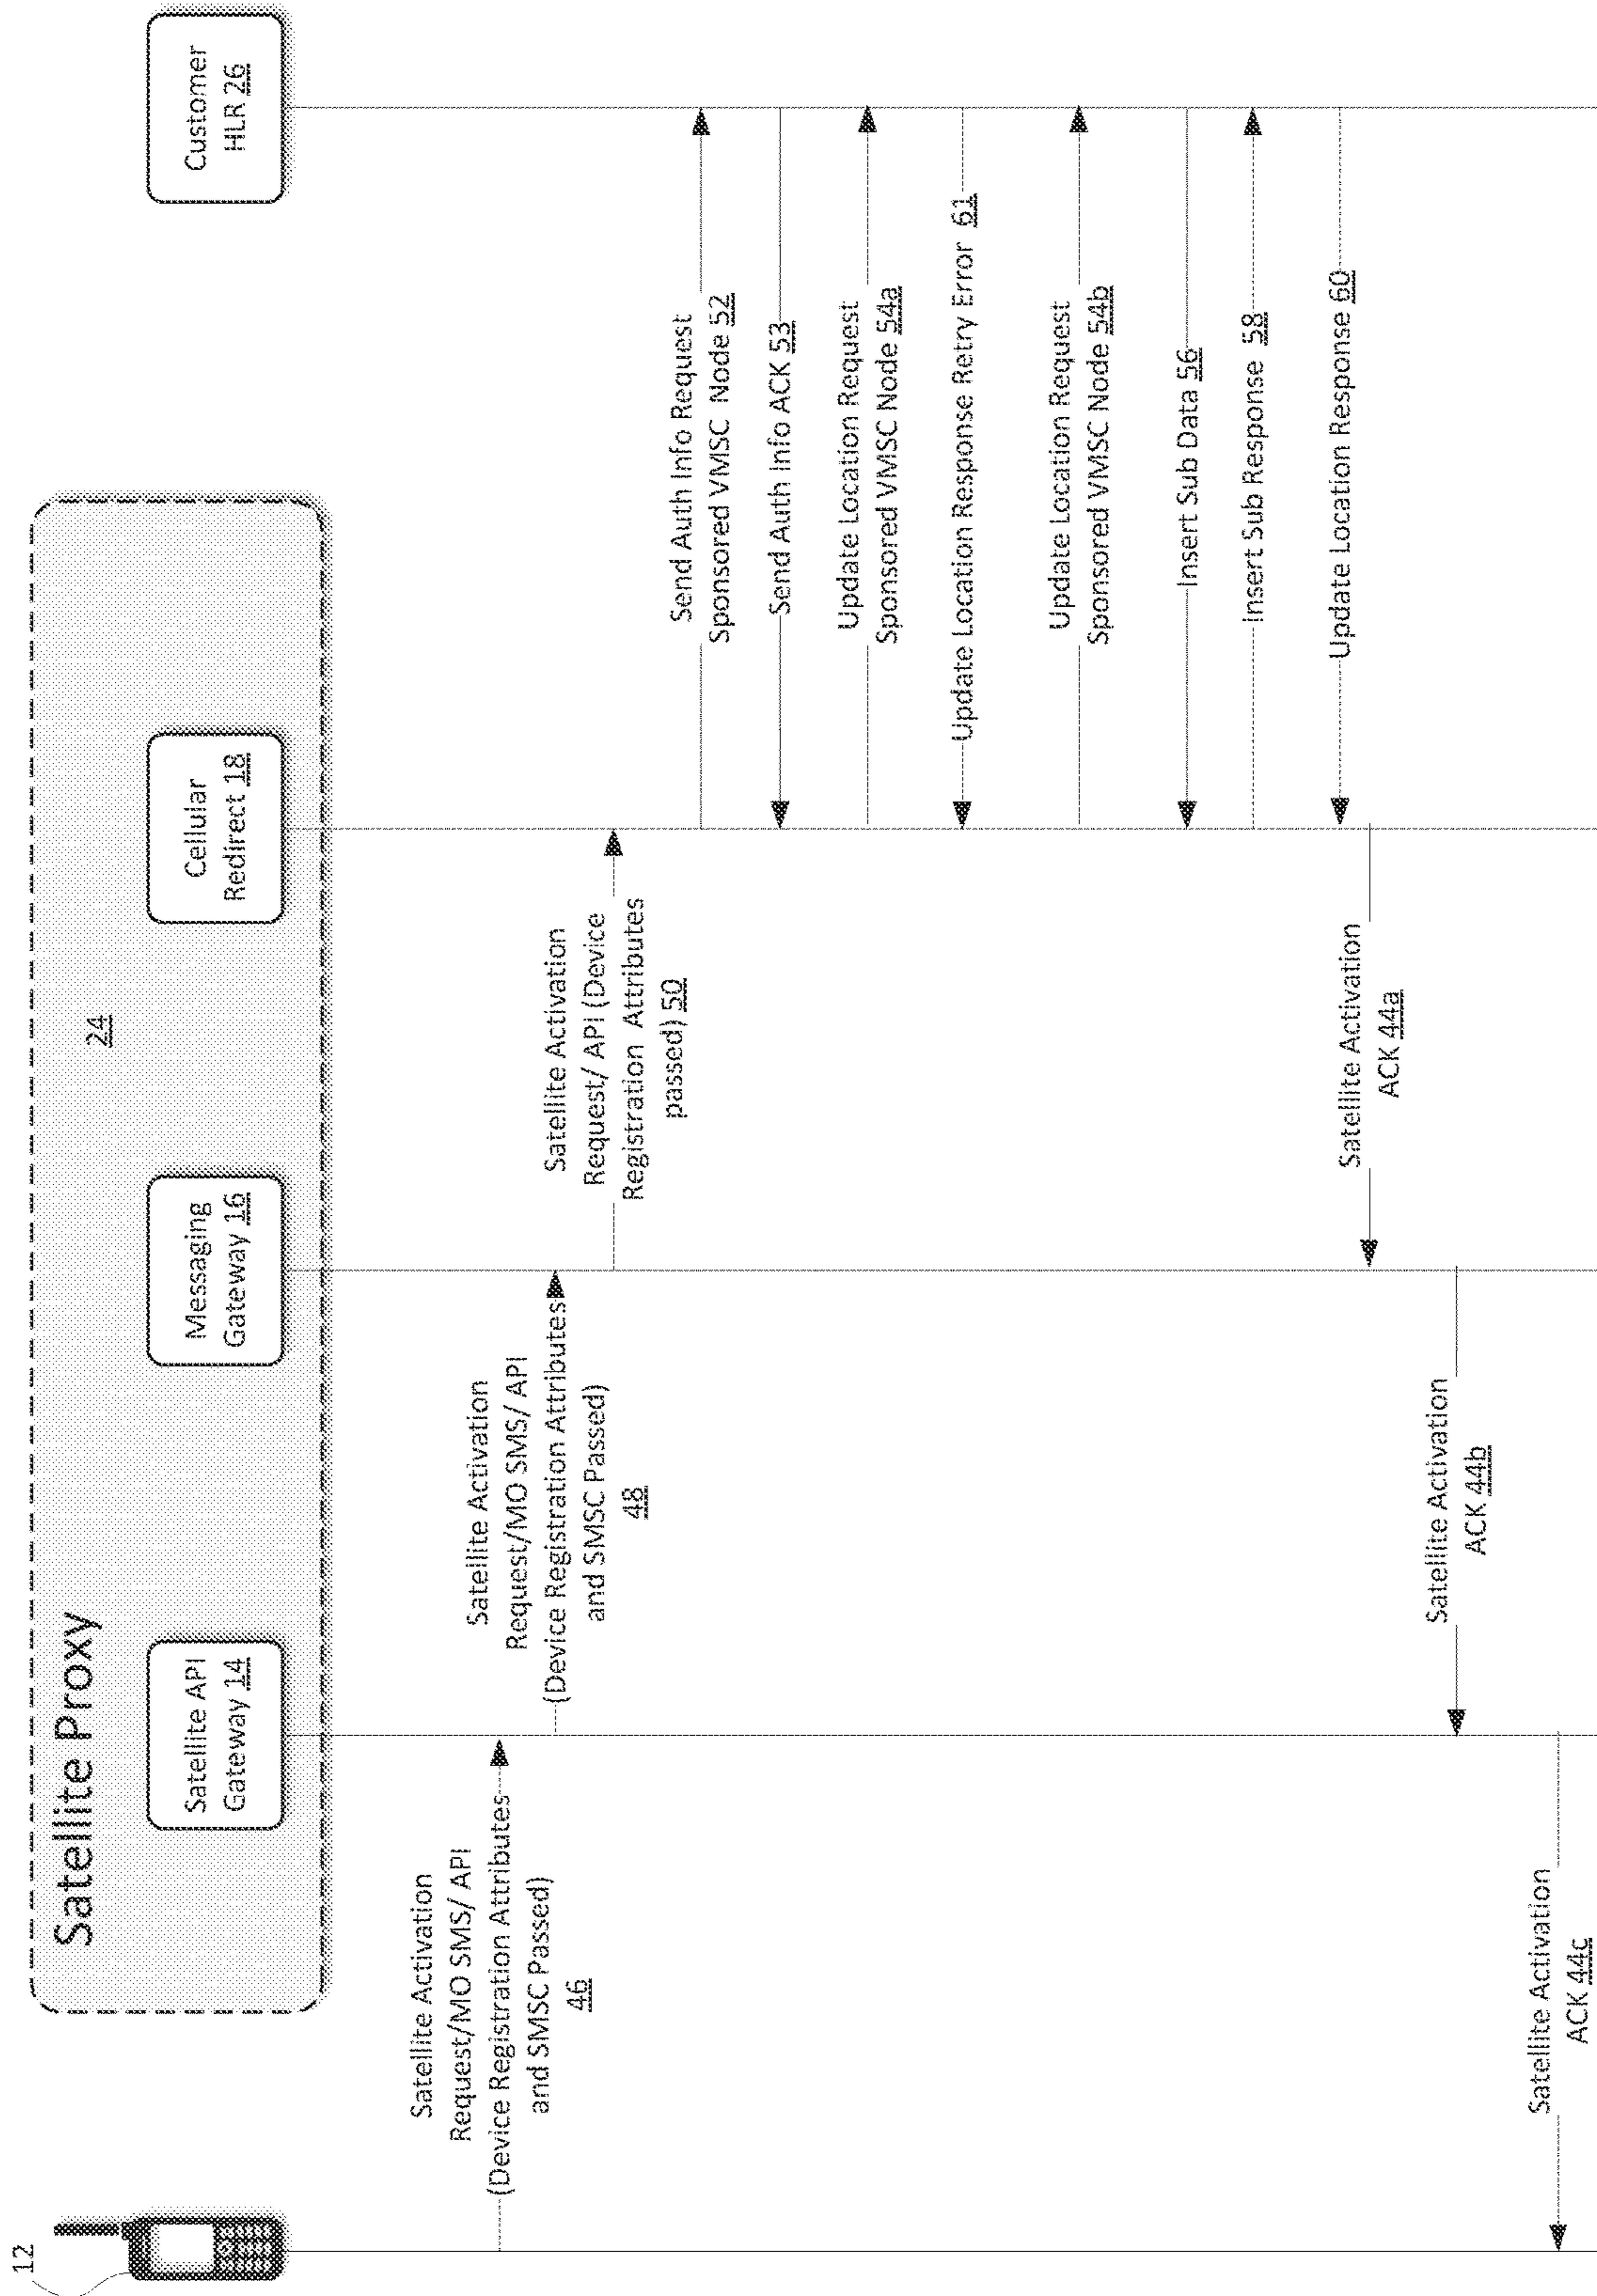 12
Satellite Proxy
24
Satellite API
Gateway 14
Messaging
Gateway 16
Cellular
Redirect 18
Customer
HLR 26
Satellite Activation
Request/MO SMS/ API
(Device Registration Attributes
and SMSC Passed)
46
Satellite Activation
Request/MO SMS/ API
(Device Registration Attributes
and SMSC Passed)
48
Satellite Activation
Request/ API (Device
Registration Attributes
passed) 50
Send Auth Info Request
Sponsored VMSC Node 52
Send Auth Info ACK 53
Update Location Request
Sponsored VMSC Node 54a
Update Location Response Retry Error 61
Update Location Request
Sponsored VMSC Node 54b
Insert Sub Data 56
Insert Sub Response 58
Update Location Response 60
Satellite Activation
ACK 44a
Satellite Activation
ACK 44b
Satellite Activation
ACK 44c